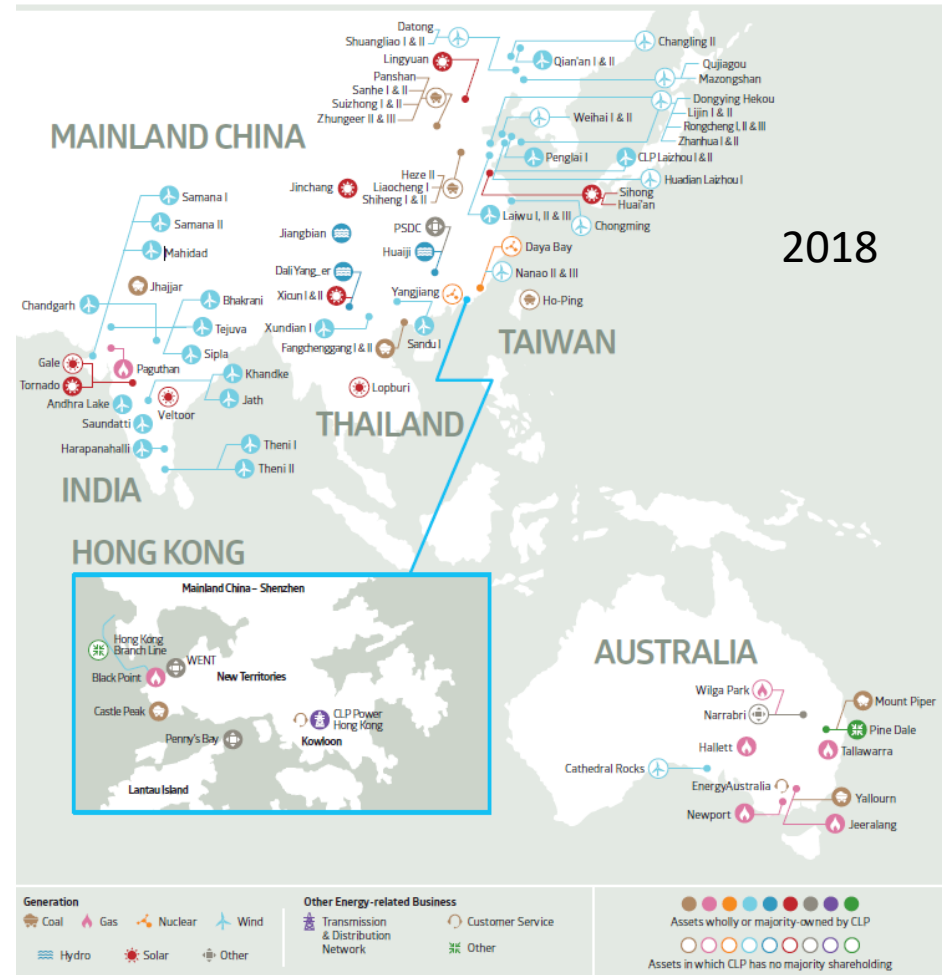 Datong
Shuangliao I & II
Changling II
Lingyuan
Qian'an I & II
Qujiagou
Mazongshan
Panshan
Sanhe I & II
Suizhong I & II
Zhungeer II & III
Dongying Hekou
Lijin I & II
Rongcheng I, II & III
Zhanhua I & II
Weihai I & II
MAINLAND CHINA
Penglai I
CLP Laizhou I & II
Huadian Laizhou I
Heze II
Liaocheng I
Shiheng I & II
Jinchang
Sihong
Huai'an
Samana I
Samana II
Mahidad
Laiwu I, II & III
Chongming
PSDC
Jiangbian
Huaiji
Daya Bay
2018
Nanao II & III
Jhajjar
Dali Yang_er
Xicun I & II
Yangjiang
Ho-Ping
Chandgarh
Bhakrani
Tejuva
Sipla
Xundian I
Fangchenggang I & II
Sandu I
TAIWAN
Gale
Paguthan
Tornado
Khandke
Jath
Lopburi
Andhra Lake
Veltoor
Saundatti
THAILAND
Harapanahalli
Theni I
Theni II
INDIA
HONG KONG
Mainland China – Shenzhen
Hong Kong
Branch Line
WENT
Black Point
New Territories
Castle Peak
CLP Power
Hong Kong
Penny's Bay
Kowloon
Lantau Island
AUSTRALIA
Wilga Park
Mount Piper
Narrabri
Pine Dale
Hallett
Tallawarra
Cathedral Rocks
EnergyAustralia
Yallourn
Newport
Jeeralang
Generation
Coal
Gas
Nuclear
Wind
Hydro
Solar
Other
Other Energy-related Business
Transmission
& Distribution
Network
Customer Service
Other
Assets wholly or majority-owned by CLP
Assets in which CLP has no majority shareholding